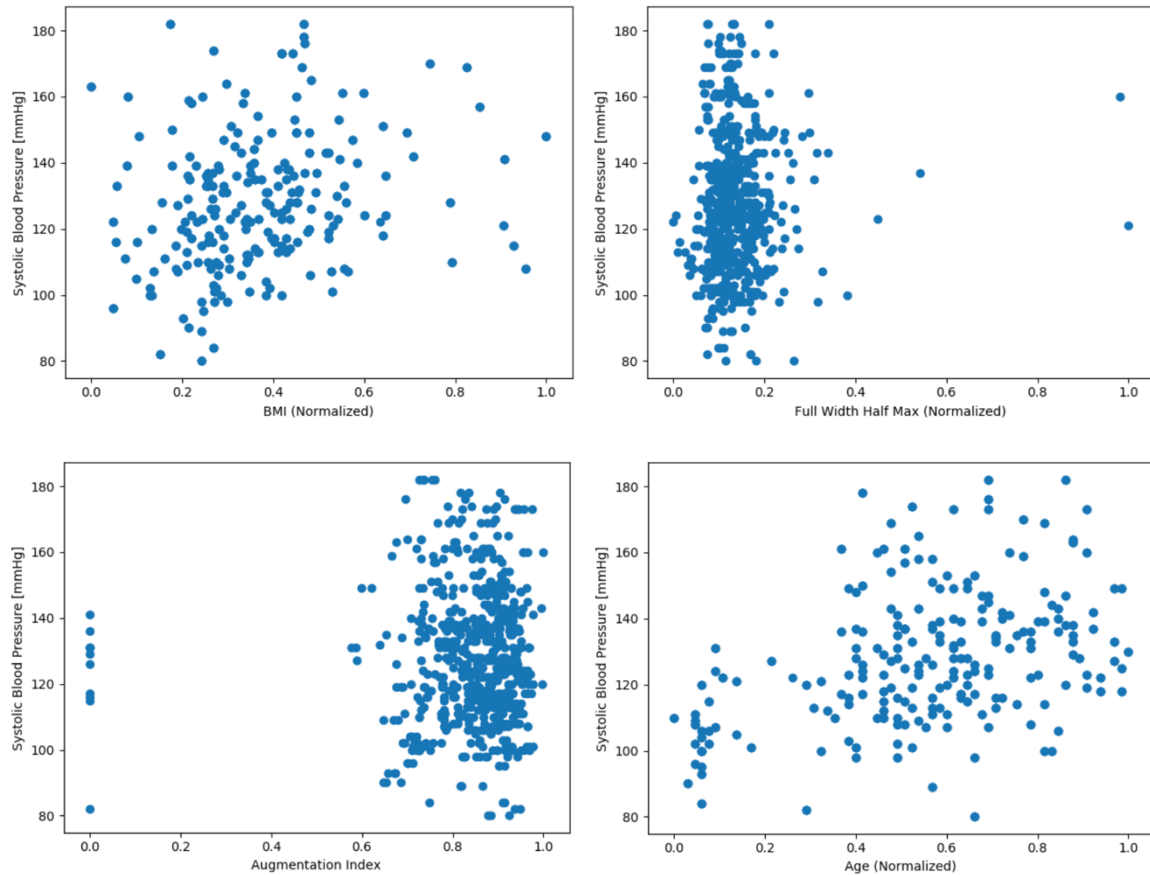 180
160
140
120
100
80
Systolic Blood Pressure [mmHg]
0.0 0.2 0.4 0.6 0.8 1.0
BMI (Normalized)
180
160
140
120
100
80
Systolic Blood Pressure [mmHg]
0.0 0.2 0.4 0.6 0.8 1.0
Full Width Half Max (Normalized)
180
160
140
120
100
80
Systolic Blood Pressure [mmHg]
0.0 0.2 0.4 0.6 0.8 1.0
Augmentation Index
180
160
140
120
100
80
Systolic Blood Pressure [mmHg]
0.0 0.2 0.4 0.6 0.8 1.0
Age (Normalized)